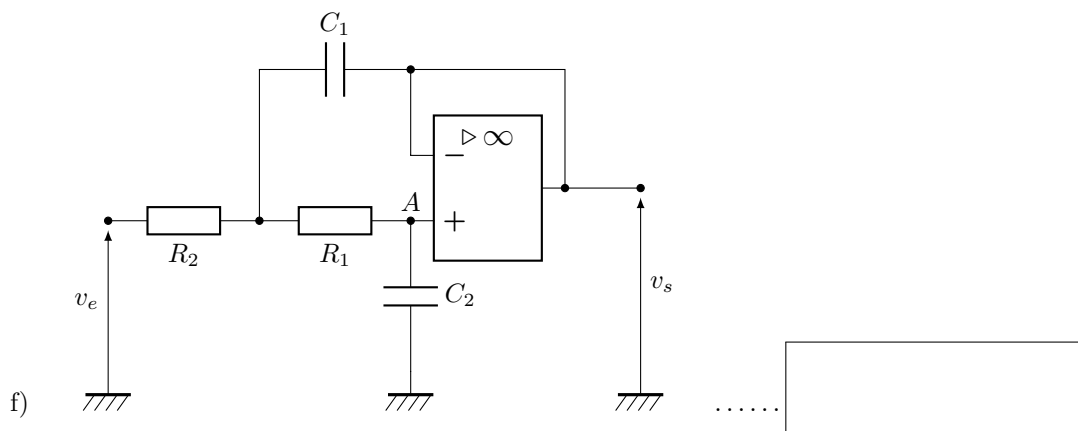 C₁
▷ ∞
−
A
+
R₂
R₁
vₑ
C₂
vₛ
f)
......